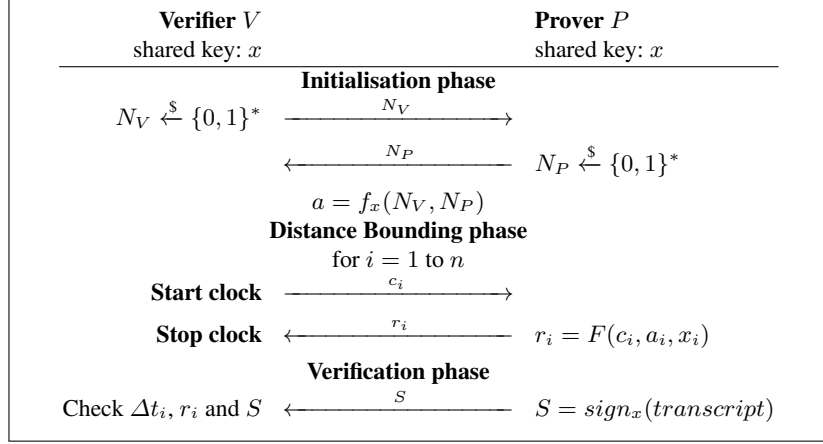 Verifier V Prover P
shared key: x shared key: x
Initialisation phase
N_V $← {0, 1}* N_V
N_P N_P $← {0, 1}*
a = f_x(N_V, N_P)
Distance Bounding phase
for i = 1 to n
Start clock c_i
Stop clock r_i r_i = F(c_i, a_i, x_i)
Verification phase
Check Δt_i, r_i and S S S = sign_x(transcript)